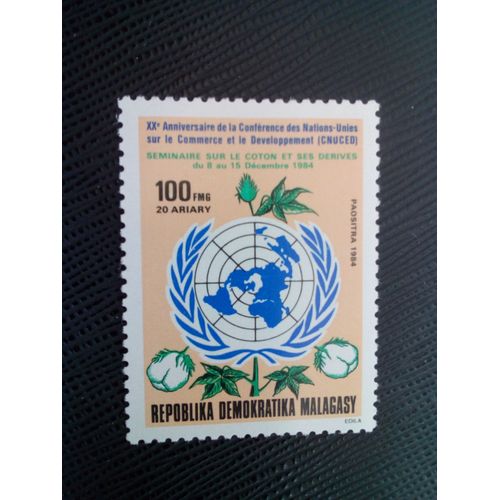 XXe Anniversaire de la Conférence des Nations-Unies
sur le Commerce et le Developpement (CNUCED)
SEMINAIRE SUR LE COTON ET SES DERIVES
du 8 au 15 Décembre 1984
100 FMG
20 ARIARY
PAOSITRA 1984
REPOBLIKA DEMOKRATIKA MALAGASY
EDILA